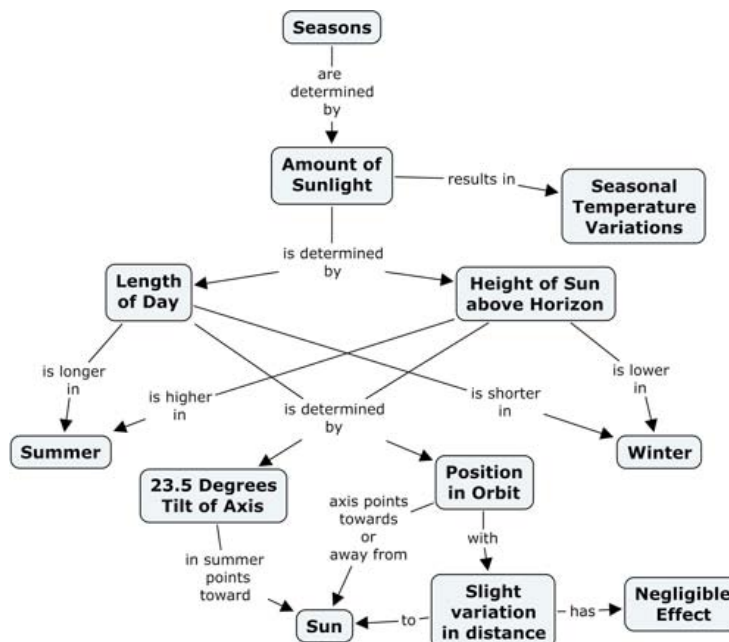 Seasons
are
determined
by
Amount of
Sunlight
results in
Seasonal
Temperature
Variations
is determined
by
Length
of Day
Height of Sun
above Horizon
is longer
in
is higher
in
is determined
by
is shorter
in
is lower
in
Summer
Winter
23.5 Degrees
Tilt of Axis
Position
in Orbit
axis points
towards
or
away from
with
in summer
points
toward
Sun
to
Slight
variation
in distance
has
Negligible
Effect